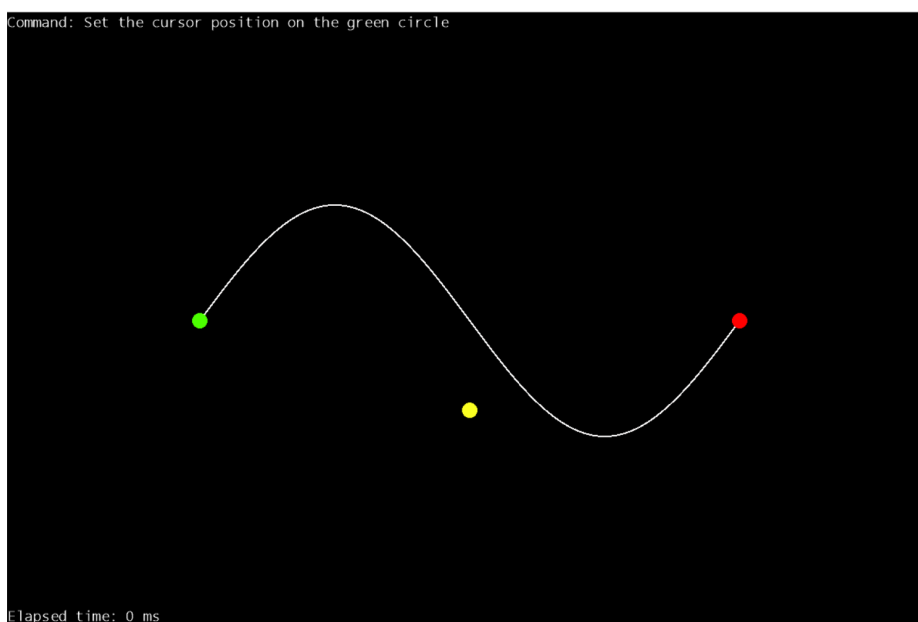 Command: Set the cursor position on the green circle
Elapsed time: 0 ms